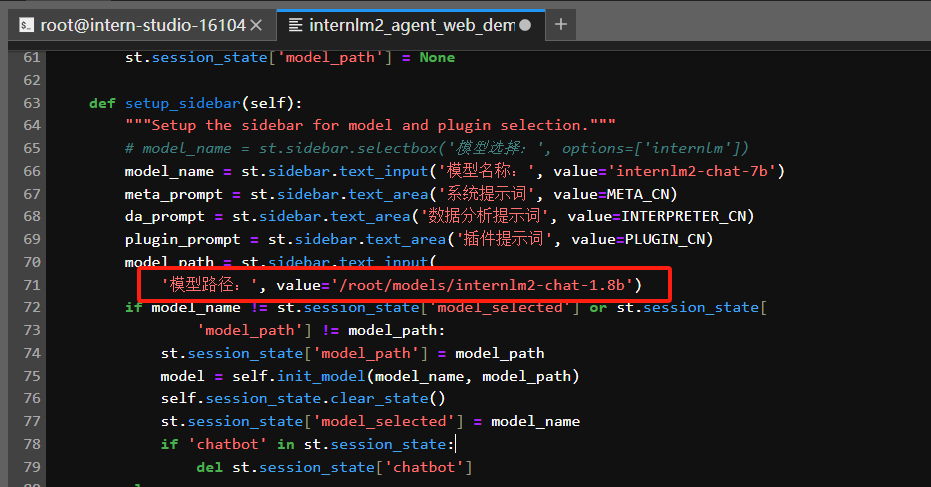 root@intern-studio-16104
internlm2_agent_web_dem
61 st.session_state['model_path'] = None
62
63 def setup_sidebar(self):
64 """Setup the sidebar for model and plugin selection."""
65 # model_name = st.sidebar.selectbox('模型选择：', options=['internlm'])
66 model_name = st.sidebar.text_input('模型名称：', value='internlm2-chat-7b')
67 meta_prompt = st.sidebar.text_area('系统提示词', value=META_CN)
68 da_prompt = st.sidebar.text_area('数据分析提示词', value=INTERPRETER_CN)
69 plugin_prompt = st.sidebar.text_area('插件提示词', value=PLUGIN_CN)
70 model_path = st.sidebar.text_input(
71 '模型路径：', value='/root/models/internlm2-chat-1.8b')
72 if model_name != st.session_state['model_selected'] or st.session_state[
73 'model_path'] != model_path:
74 st.session_state['model_path'] = model_path
75 model = self.init_model(model_name, model_path)
76 self.session_state.clear_state()
77 st.session_state['model_selected'] = model_name
78 if 'chatbot' in st.session_state:
79 del st.session_state['chatbot']